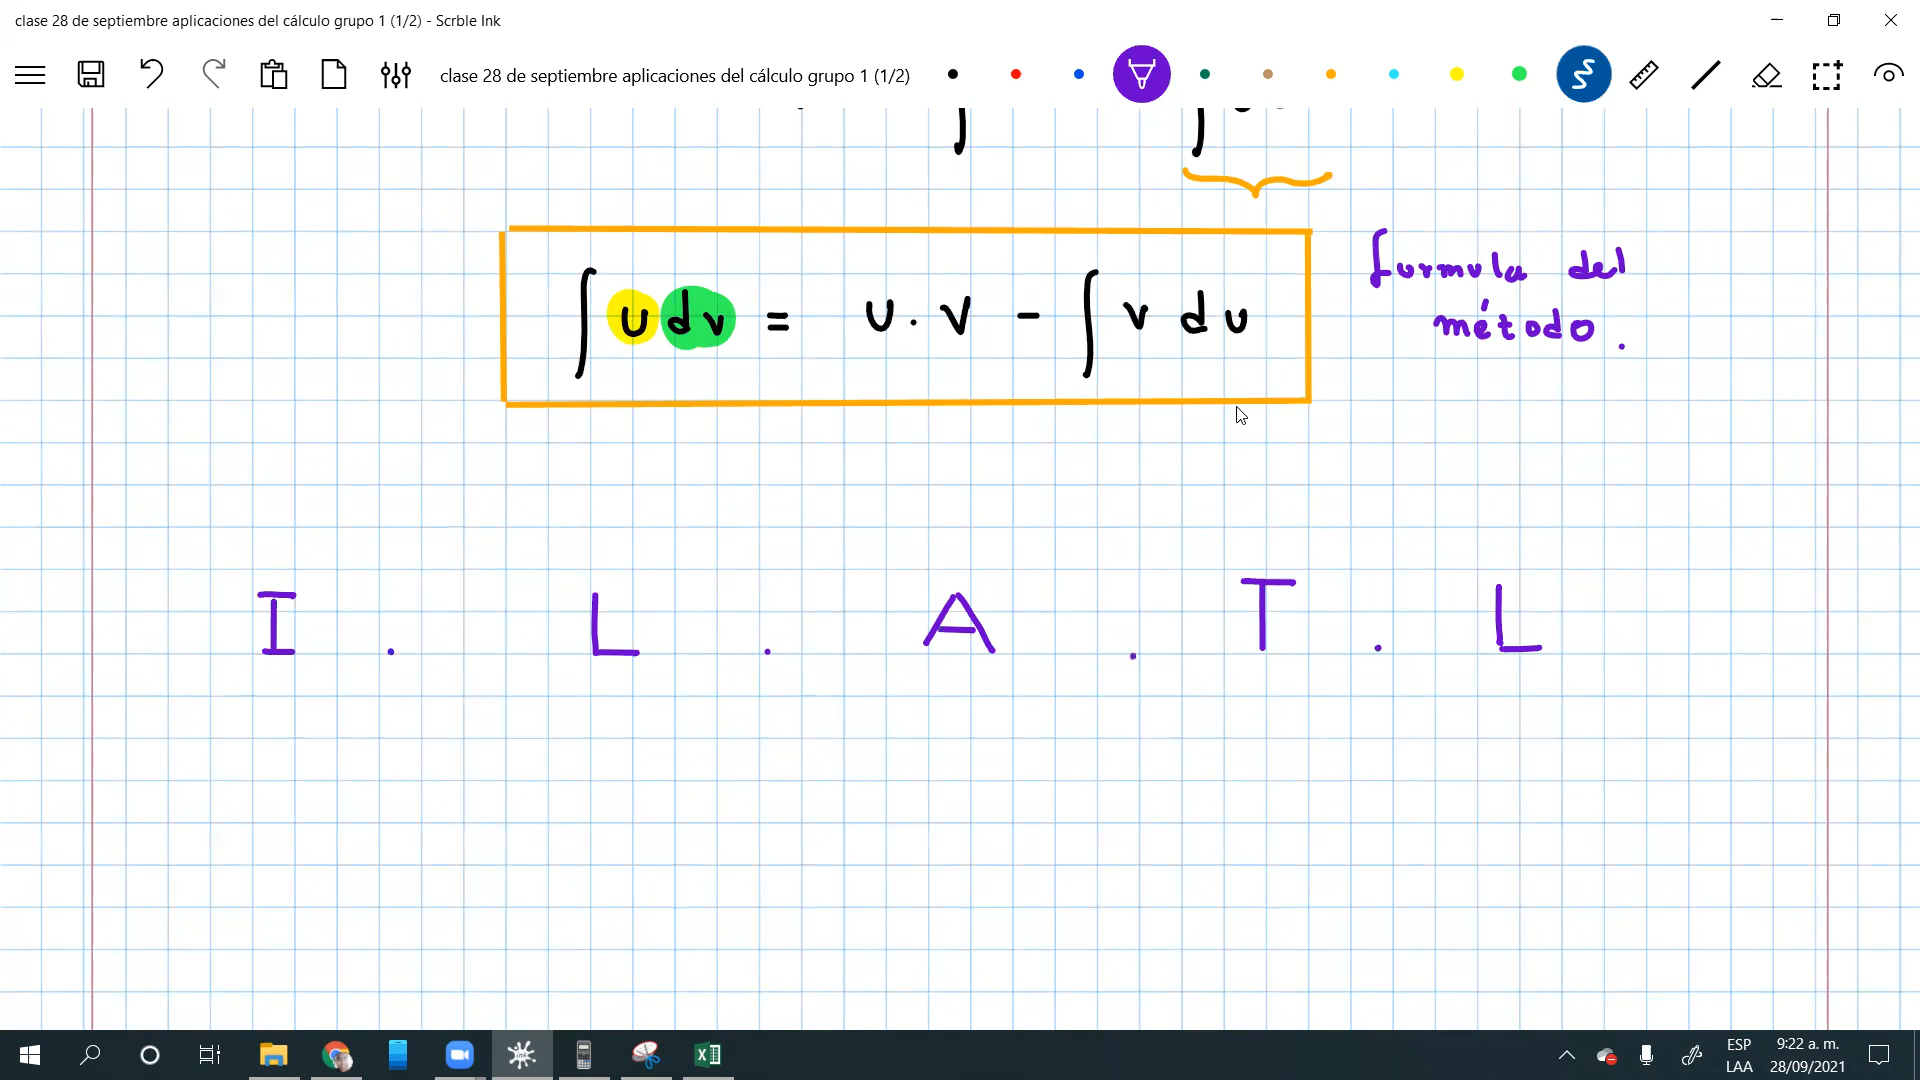 clase 28 de septiembre aplicaciones del cálculo grupo 1 (1/2) - Scrble Ink
clase 28 de septiembre aplicaciones del cálculo grupo 1 (1/2)
∫ u dv = u · v - ∫ v du
formula del
método.
I . L . A . T . L
ESP
LAA
9:22 a. m.
28/09/2021